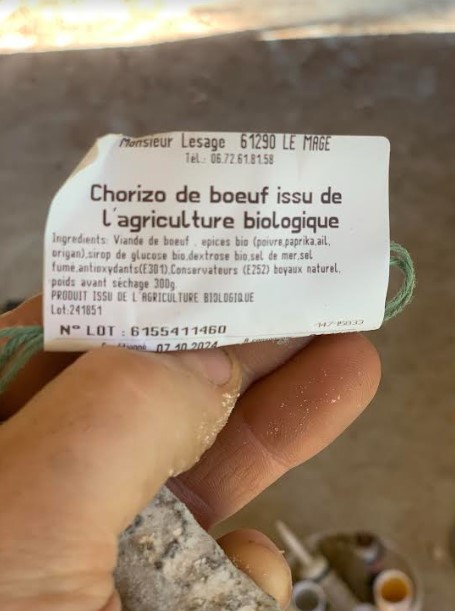 Monsieur Lesage 61290 LE MAGE
Tél.: 06.72.61.81.58
Chorizo de boeuf issu de
l'agriculture biologique
Ingredients: Viande de boeuf , epices bio (poivre,paprika,ail,
origan),sirop de glucose bio,dextrose bio,sel de mer,sel
fume,antioxydants(E301),Conservateurs (E252) boyaux naturel.
poids avant séchage 300g.
PRODUIT ISSU DE L'AGRICULTURE BIOLOGIQUE
Lot:241851
N° LOT : 6155411460
07.10.2024